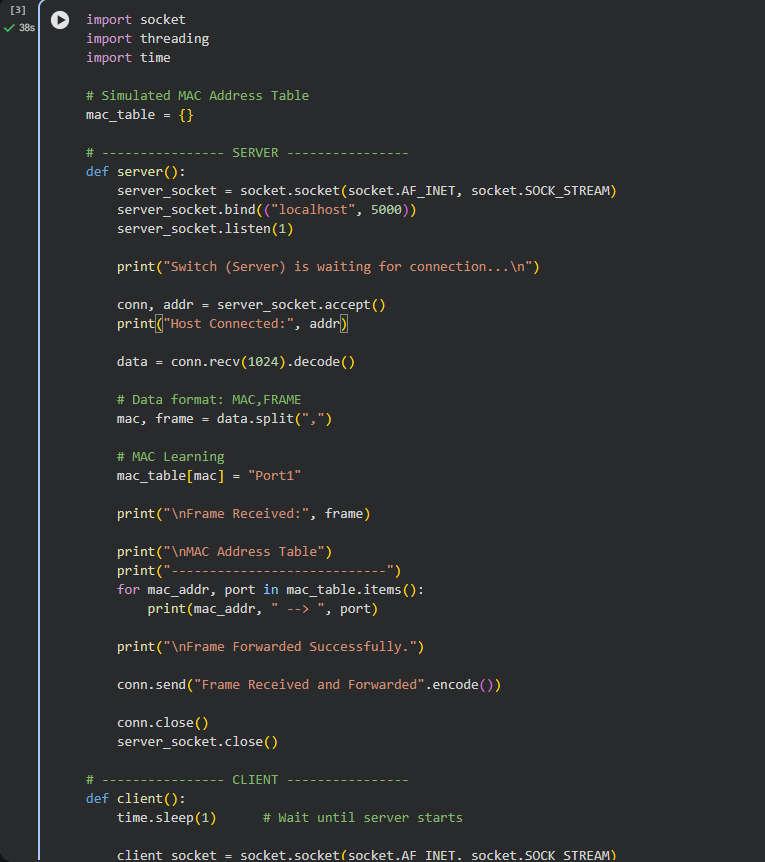 [3]
38s
import socket
import threading
import time
# Simulated MAC Address Table
mac_table = {}
# ---------------- SERVER ----------------
def server():
    server_socket = socket.socket(socket.AF_INET, socket.SOCK_STREAM)
    server_socket.bind(("localhost", 5000))
    server_socket.listen(1)
    print("Switch (Server) is waiting for connection...\n")
    conn, addr = server_socket.accept()
    print("Host Connected:", addr)
    data = conn.recv(1024).decode()
    # Data format: MAC,FRAME
    mac, frame = data.split(",")
    # MAC Learning
    mac_table[mac] = "Port1"
    print("\nFrame Received:", frame)
    print("\nMAC Address Table")
    print("----------------------------")
    for mac_addr, port in mac_table.items():
        print(mac_addr, " --> ", port)
    print("\nFrame Forwarded Successfully.")
    conn.send("Frame Received and Forwarded".encode())
    conn.close()
    server_socket.close()
# ---------------- CLIENT ----------------
def client():
    time.sleep(1)      # Wait until server starts
    client_socket = socket.socket(socket.AF_INET, socket.SOCK_STREAM)